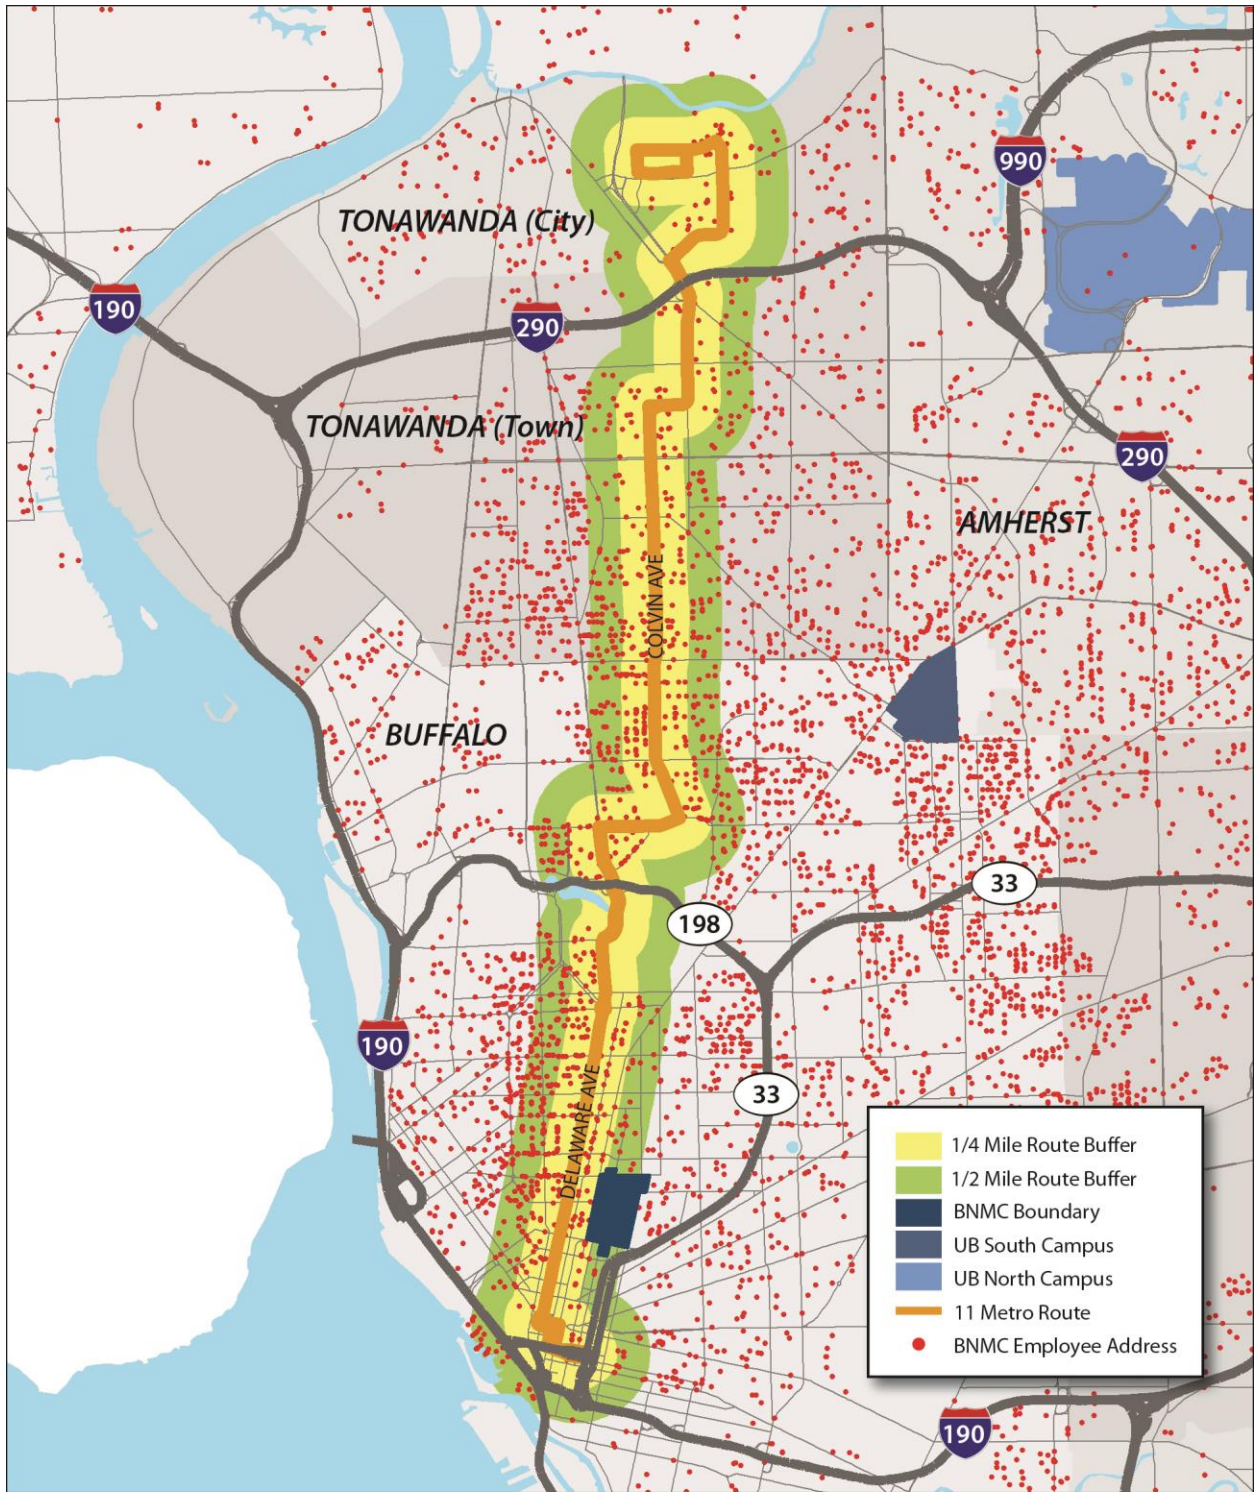 990
TONAWANDA (City)
190
290
TONAWANDA (Town)
290
AMHERST
COLVIN AVE
BUFFALO
33
198
190
33
DELAWARE AVE
1/4 Mile Route Buffer
1/2 Mile Route Buffer
BNMC Boundary
UB South Campus
UB North Campus
11 Metro Route
BNMC Employee Address
190